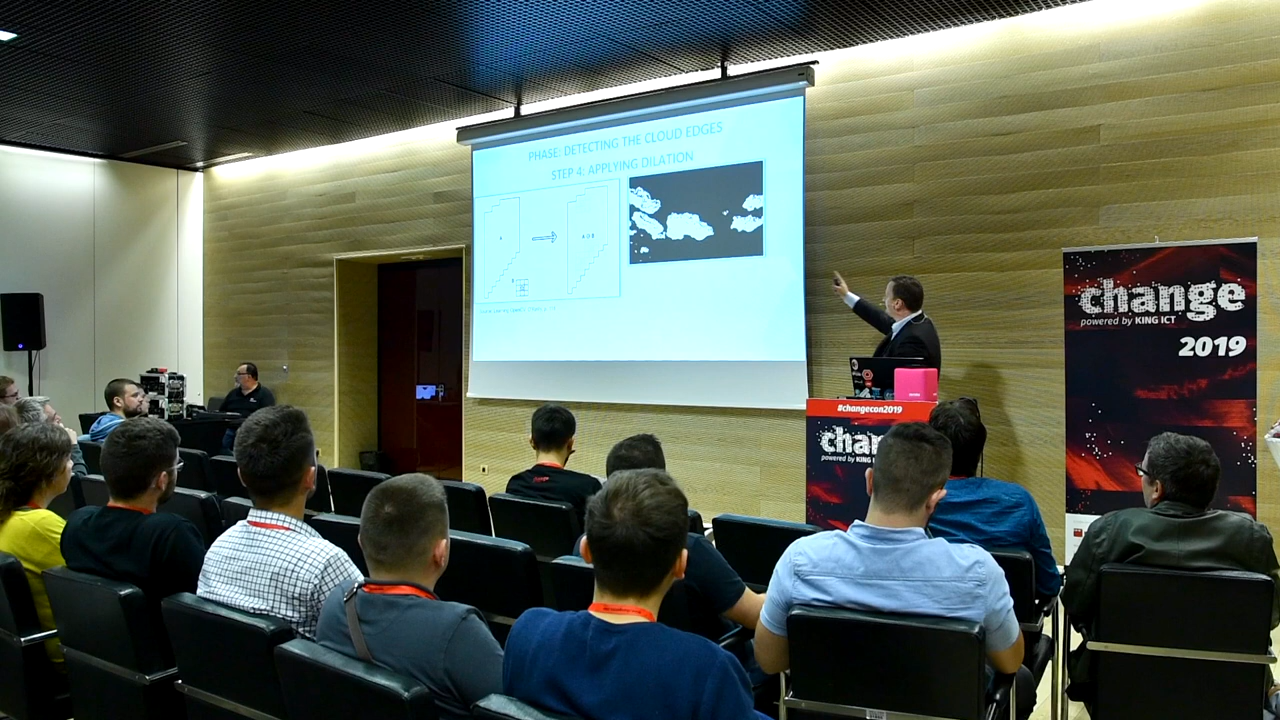 PHASE: DETECTING THE CLOUD EDGES
STEP 4: APPLYING DILATION
#changecon2019
powered by KING ICT
change
powered by KING ICT
2019